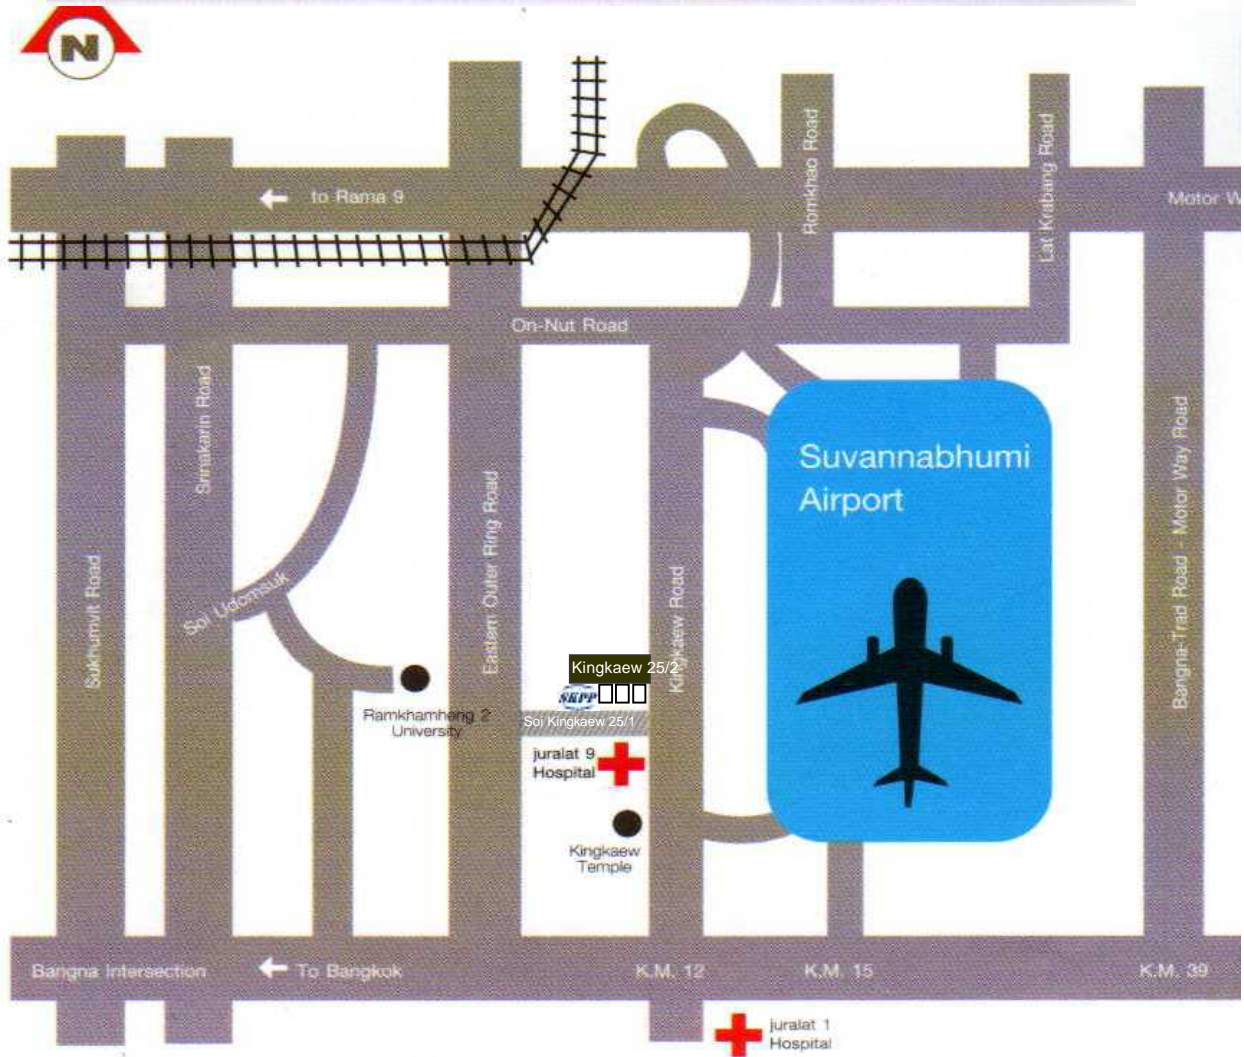 N
to Rama 9
Motor W
Romkhao Road
Lat Krabang Road
On-Nut Road
Srinakarin Road
Suvannabhumi
Airport
Bangna-Trad Road - Motor Way Road
Eastern Outer Ring Road
Sukhumvit Road
Soi Udomsuk
Kingkaew Road
Kingkaew 25/2
SKPP
Ramkhamheng 2
University
Soi Kingkaew 25/1
juralat 9
Hospital
Kingkaew
Temple
Bangna Intersection
To Bangkok
K.M. 12
K.M. 15
K.M. 39
juralat 1
Hospital